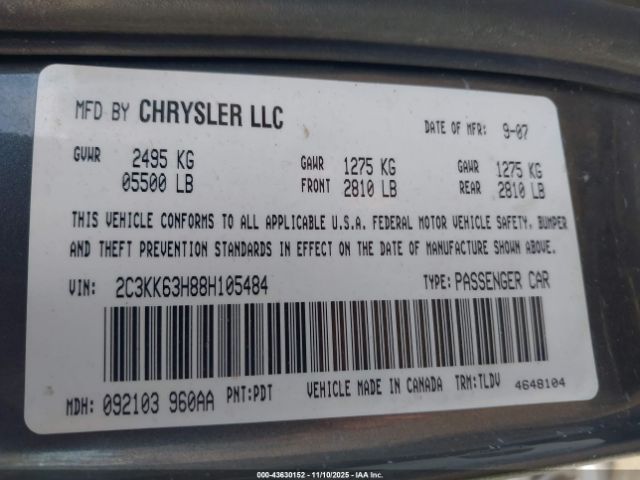 MFD BY CHRYSLER LLC DATE OF MFR: 9-07
GVWR 2495 KG GAWR 1275 KG GAWR 1275 KG
05500 LB FRONT 2810 LB REAR 2810 LB
THIS VEHICLE CONFORMS TO ALL APPLICABLE U.S.A. FEDERAL MOTOR VEHICLE SAFETY, BUMPER
AND THEFT PREVENTION STANDARDS IN EFFECT ON THE DATE OF MANUFACTURE SHOWN ABOVE.
VIN: 2C3KK63H88H105484 TYPE: PASSENGER CAR
MDH: 092103 960AA PNT:PDT VEHICLE MADE IN CANADA TRM:TLDV 4648104
000-43630152 - 11/10/2025 - IAA Inc.